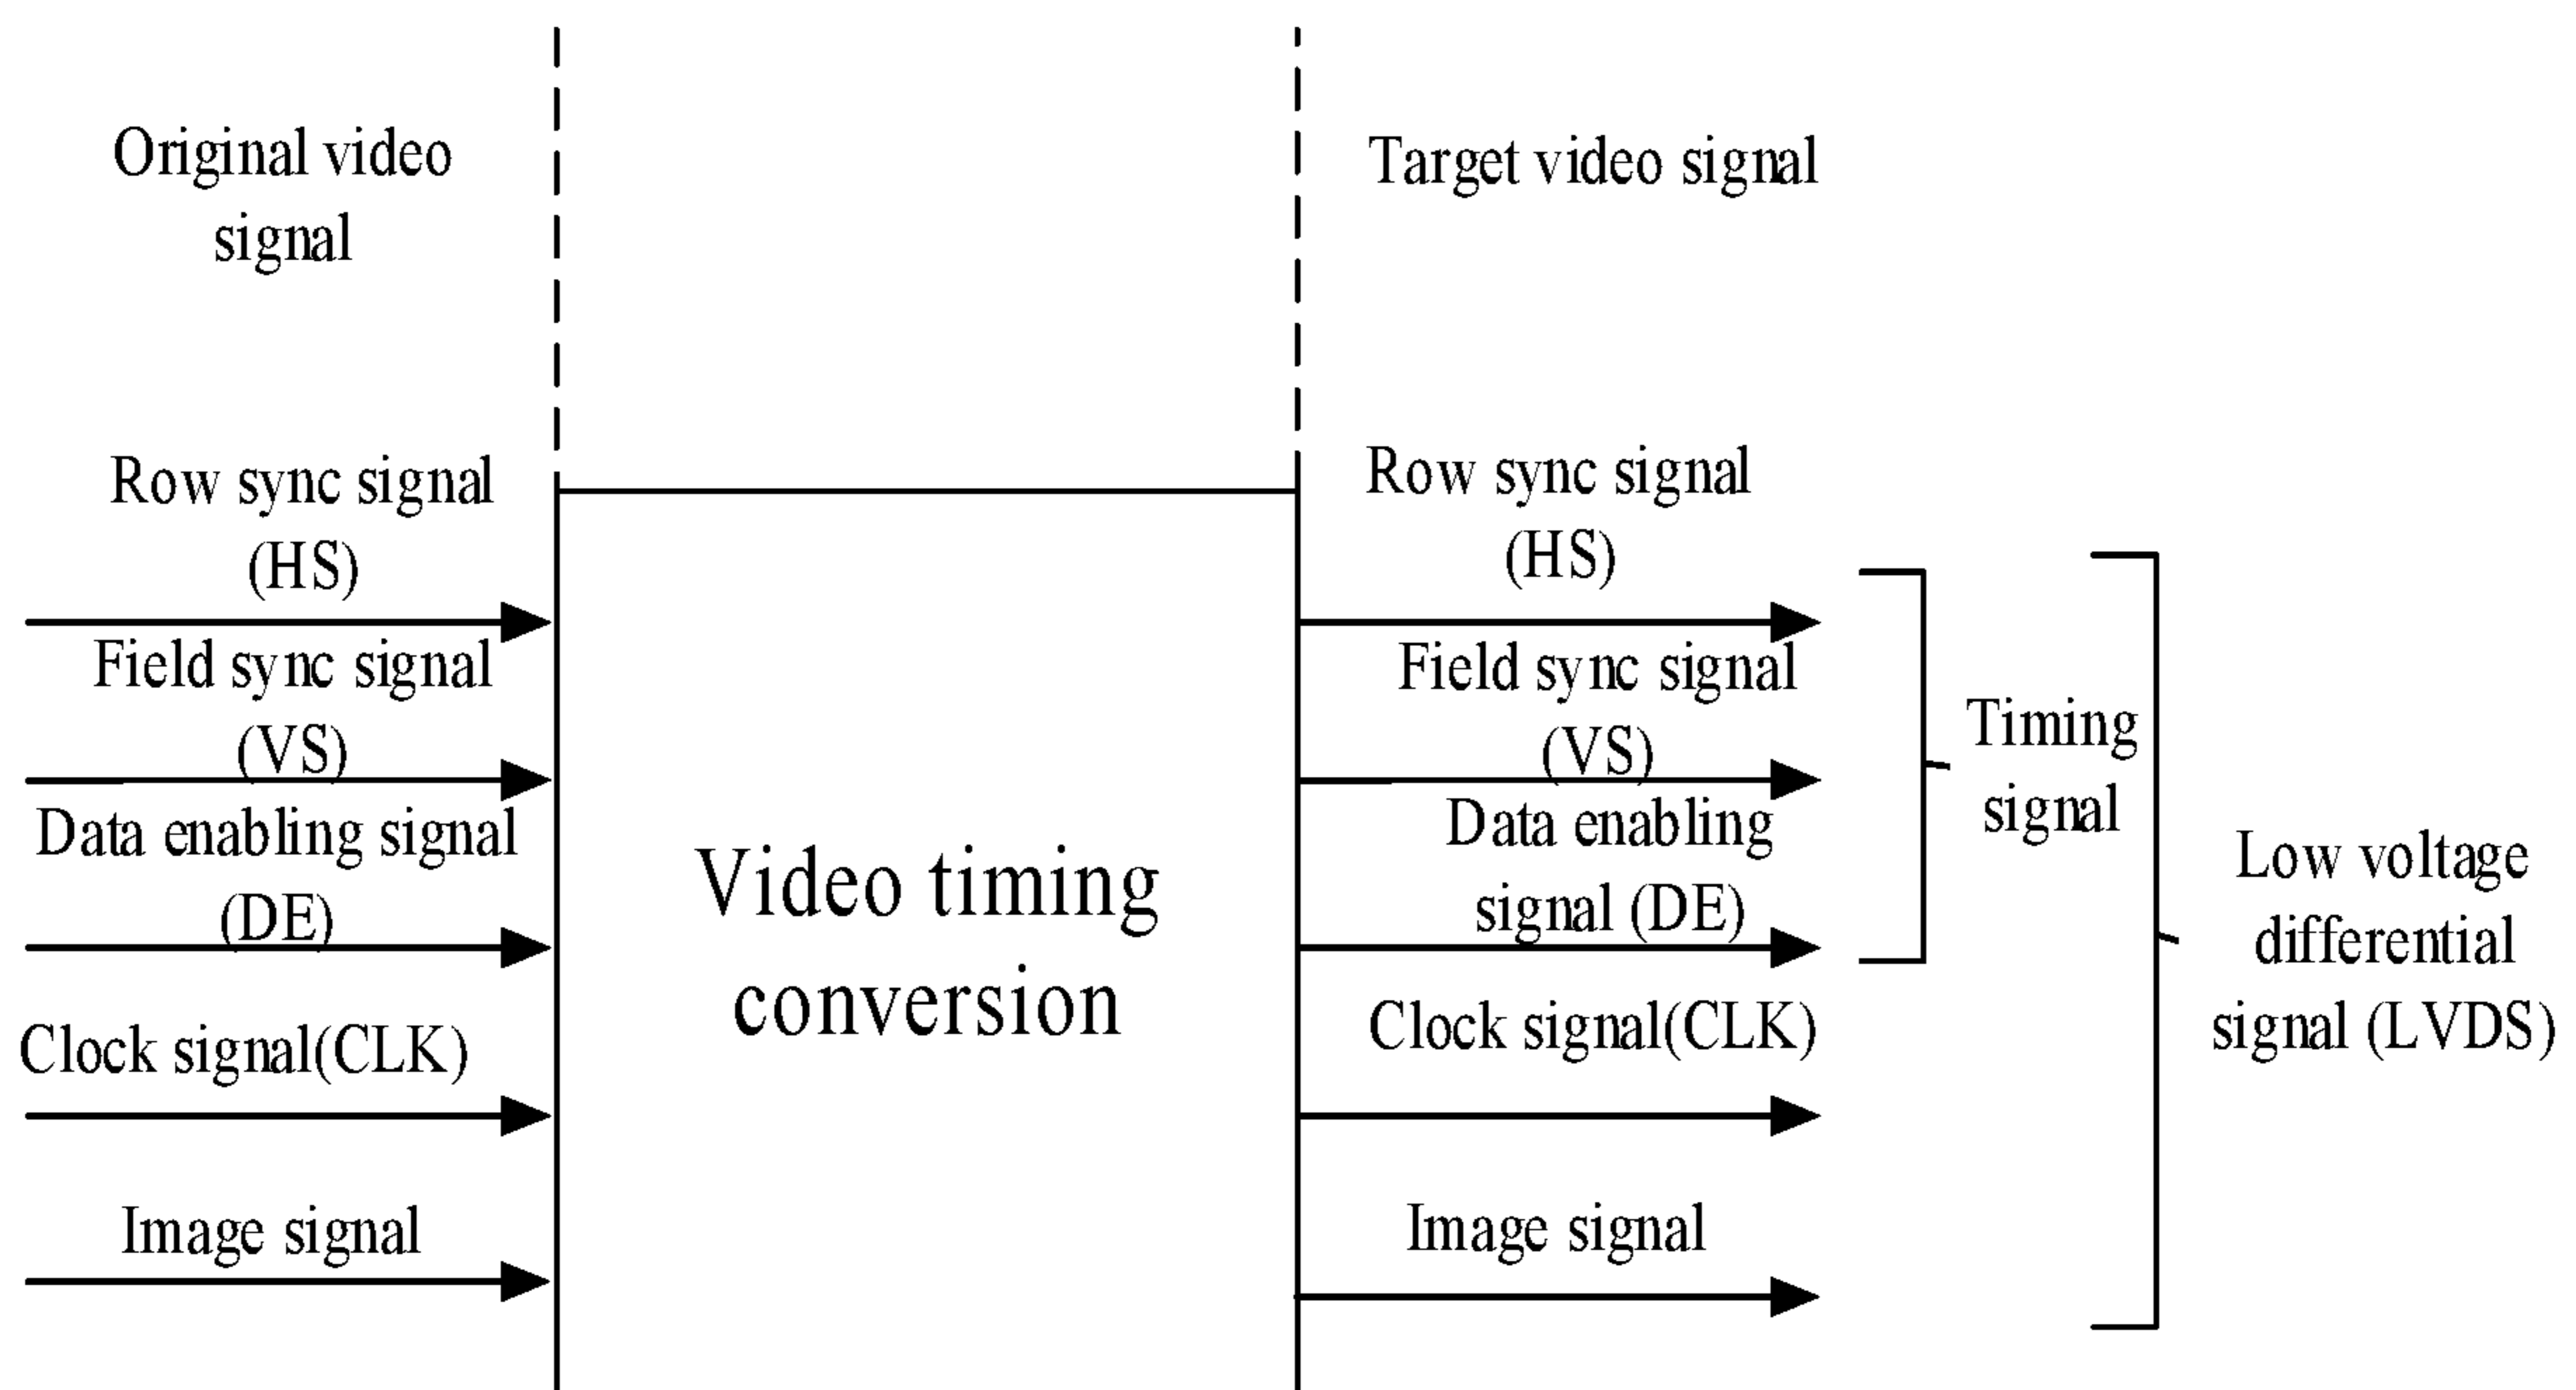 Original video
signal
Target video signal
Row sync signal
(HS)
Field sync signal
(VS)
Data enabling signal
(DE)
Clock signal(CLK)
Image signal
Video timing
conversion
Row sync signal
(HS)
Field sync signal
(VS)
Data enabling
signal (DE)
Clock signal(CLK)
Image signal
Timing
signal
Low voltage
differential
signal (LVDS)